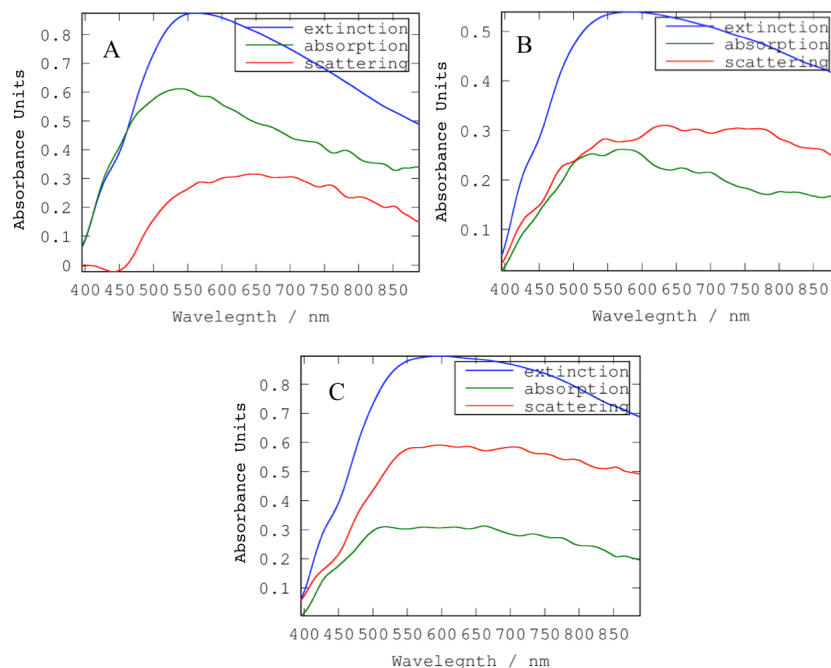 A
extinction
absorption
scattering
0.8
0.7
0.6
0.5
0.4
0.3
0.2
0.1
0
Absorbance Units
400 450 500 550 600 650 700 750 800 850
Wavelegnth / nm
B
extinction
absorption
scattering
0.5
0.4
0.3
0.2
0.1
Absorbance Units
400 450 500 550 600 650 700 750 800 850
Wavelegnth / nm
C
extinction
absorption
scattering
0.8
0.7
0.6
0.5
0.4
0.3
0.2
0.1
Absorbance Units
400 450 500 550 600 650 700 750 800 850
Wavelegnth / nm